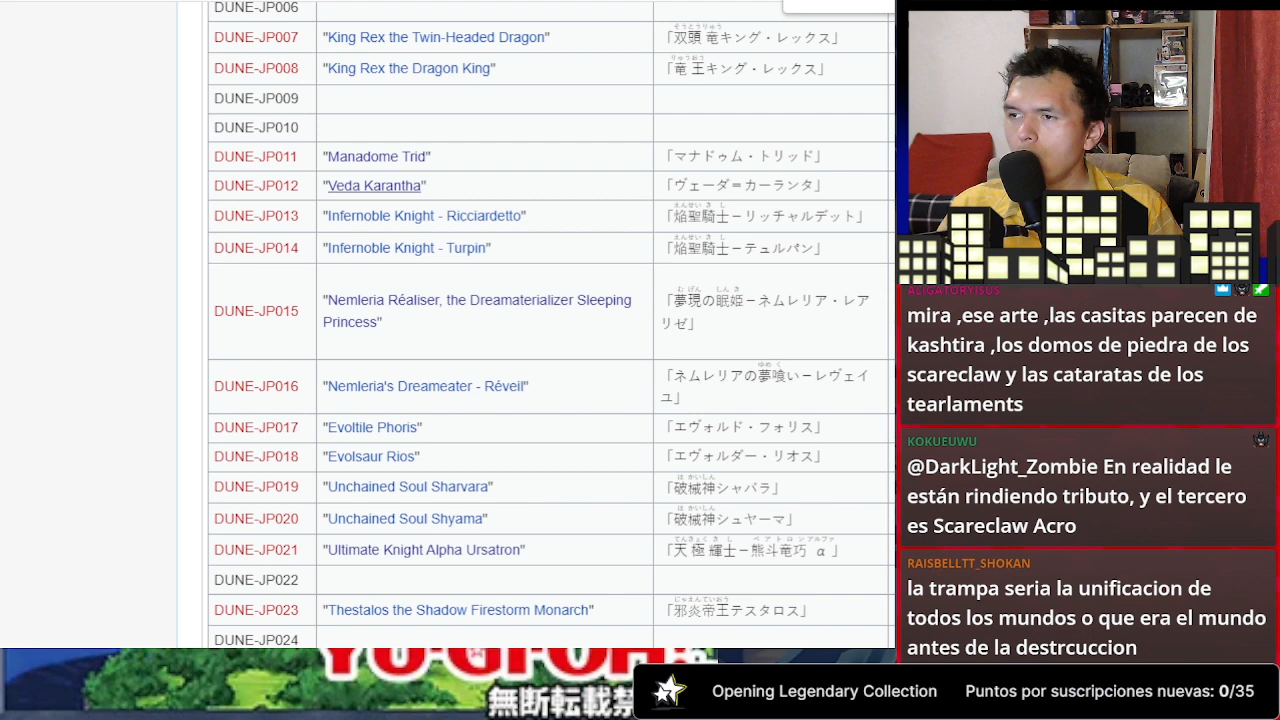 DUNE-JP006
DUNE-JP007 "King Rex the Twin-Headed Dragon" 「双頭竜キング・レックス」
DUNE-JP008 "King Rex the Dragon King" 「竜王キング・レックス」
DUNE-JP009
DUNE-JP010
DUNE-JP011 "Manadome Trid" 「マナドゥム・トリッド」
DUNE-JP012 "Veda Karantha" 「ヴェーダ=カーランタ」
DUNE-JP013 "Infernoble Knight - Ricciardetto" 「焔聖騎士-リッチャルデット」
DUNE-JP014 "Infernoble Knight - Turpin" 「焔聖騎士-テュルパン」
DUNE-JP015 "Nemleria Réaliser, the Dreamaterializer Sleeping
Princess" 「夢現の眠姫-ネムレリア・レア
リゼ」
DUNE-JP016 "Nemleria's Dreameater - Réveil" 「ネムレリアの夢喰い-レヴェイ
ユ」
DUNE-JP017 "Evoltile Phoris" 「エヴォルド・フォリス」
DUNE-JP018 "Evolsaur Rios" 「エヴォルダー・リオス」
DUNE-JP019 "Unchained Soul Sharvara" 「破械神シャバラ」
DUNE-JP020 "Unchained Soul Shyama" 「破械神シュヤーマ」
DUNE-JP021 "Ultimate Knight Alpha Ursatron" 「天極輝士-熊斗竜巧α」
DUNE-JP022
DUNE-JP023 "Thestalos the Shadow Firestorm Monarch" 「邪炎帝王テスタロス」
DUNE-JP024
YU-GI-OH
無断転載禁
ALIGATORYISUS
mira ,ese arte ,las casitas parecen de
kashtira ,los domos de piedra de los
scareclaw y las cataratas de los
tearlaments
KOKUEUWU
@DarkLight_Zombie En realidad le
están rindiendo tributo, y el tercero
es Scareclaw Acro
RAISBELLTT_SHOKAN
la trampa seria la unificacion de
todos los mundos o que era el mundo
antes de la destrcuccion
Opening Legendary Collection Puntos por suscripciones nuevas: 0/35